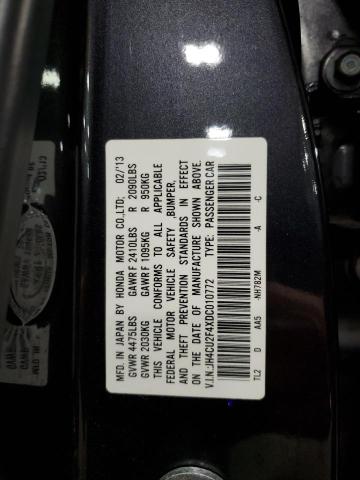 MFD. IN JAPAN BY HONDA MOTOR CO.,LTD; 02/'13
GVWR 4475LBS GAWR F 2410LBS R 2090LBS
GVWR 2030KG GAWR F 1095KG R 950KG
THIS VEHICLE CONFORMS TO ALL APPLICABLE
FEDERAL MOTOR VEHICLE SAFETY ,BUMPER,
AND THEFT PREVENTION STANDARDS IN EFFECT
ON THE DATE OF MANUFACTURE SHOWN ABOVE.
V.I.N.:JH4CU2F4XDC010772 TYPE: PASSENGER CAR
TL2 D AA5 -NH782M -A -C